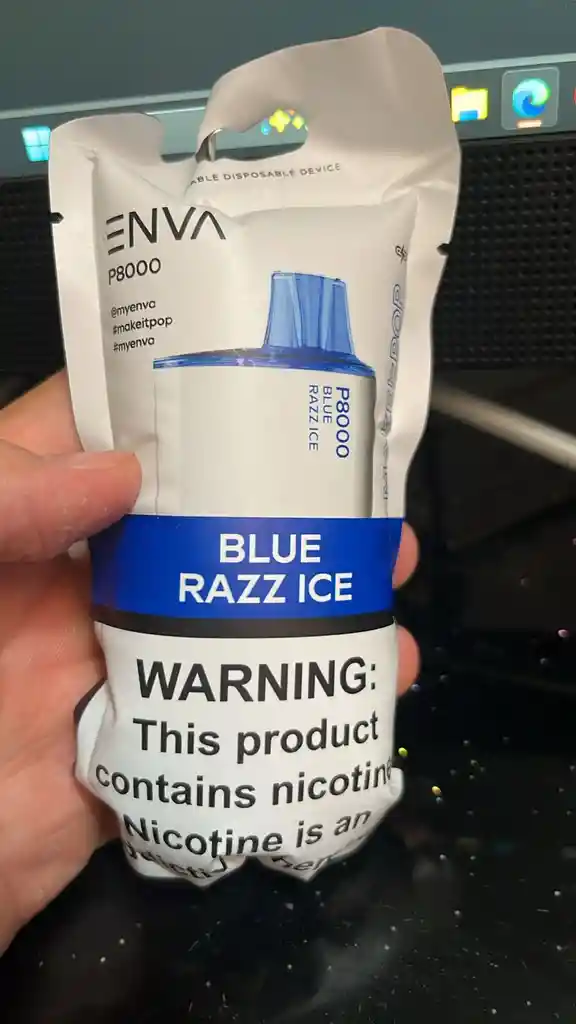 ABLE DISPOSABLE DEVICE
ENVA
P8000
@myenva
#makeitpop
#myenva
P8000
BLUE
RAZZ ICE
BLUE
RAZZ ICE
WARNING:
This product
contains nicotine
Nicotine is an